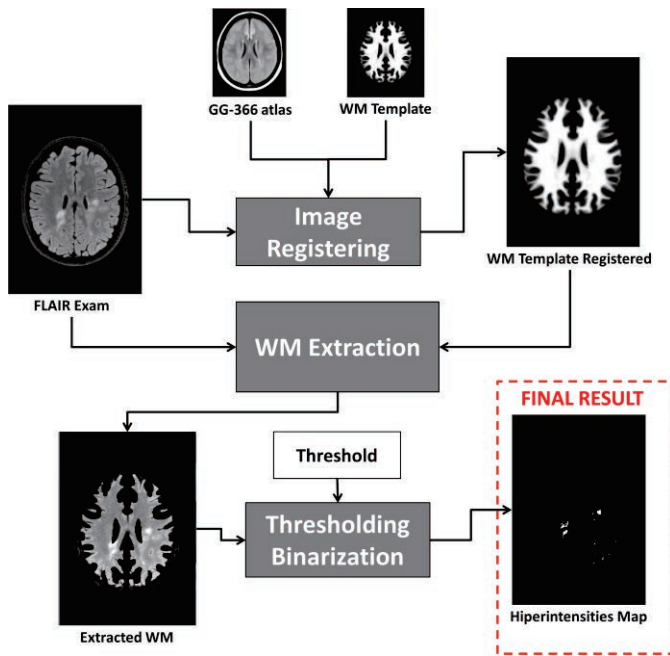 GG-366 atlas
WM Template
Image
Registering
FLAIR Exam
WM Template Registered
WM Extraction
FINAL RESULT
Threshold
Thresholding
Binarization
Extracted WM
Hiperintensities Map